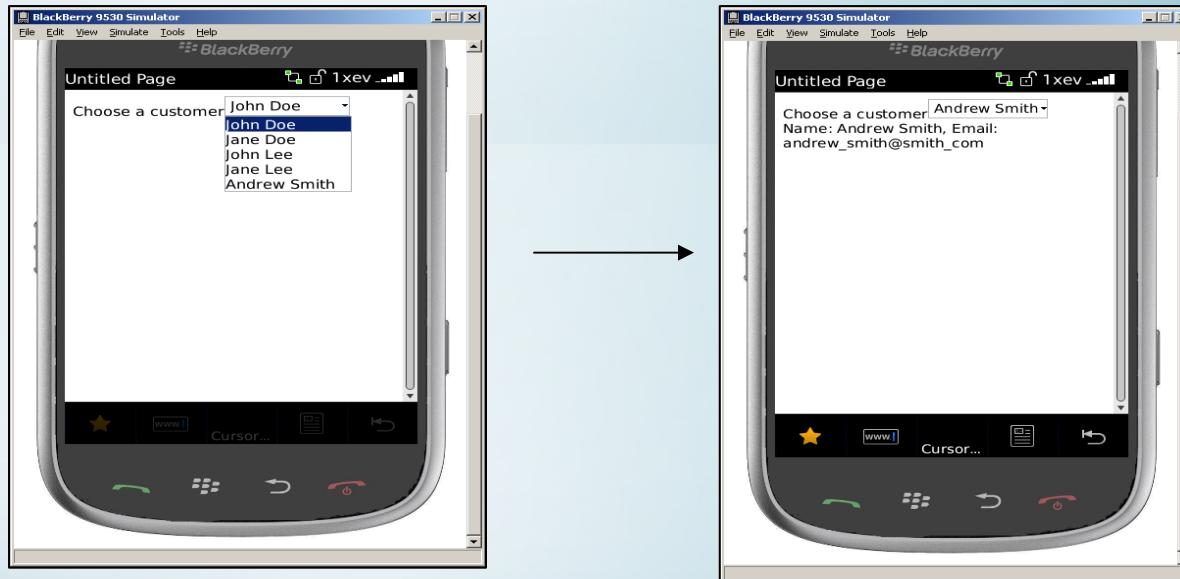 BlackBerry 9530 Simulator
File Edit View Simulate Tools Help
BlackBerry
Untitled Page 1xev
Choose a customer John Doe
John Doe
Jane Doe
John Lee
Jane Lee
Andrew Smith
www.
Cursor...
BlackBerry 9530 Simulator
File Edit View Simulate Tools Help
BlackBerry
Untitled Page 1xev
Choose a customer Andrew Smith
Name: Andrew Smith, Email:
andrew_smith@smith_com
www.
Cursor...